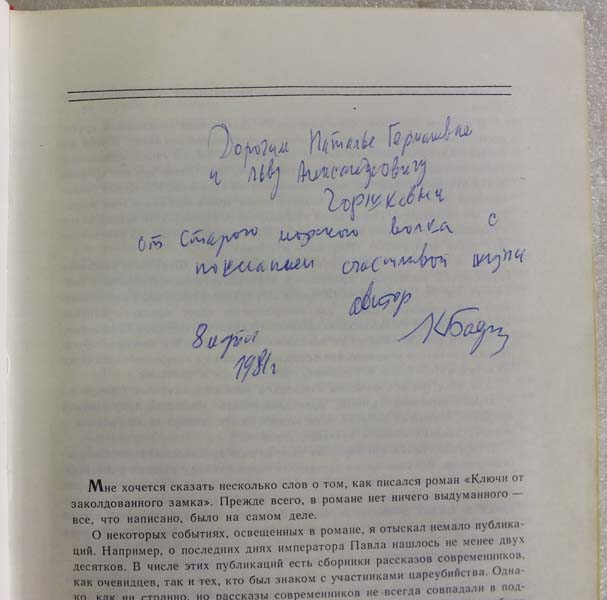 Дорогим Наталье Германовне
и Льву Александровичу
Горшковым
от старого морского волка с
пожеланием счастливой жизни
автор
8 марта
1981г
Мне хочется сказать несколько слов о том, как писался роман «Ключи от
заколдованного замка». Прежде всего, в романе нет ничего выдуманного —
все, что написано, было на самом деле.
О некоторых событиях, освещенных в романе, я отыскал немало публика-
ций. Например, о последних днях императора Павла нашлось не менее двух
десятков. В числе этих публикаций есть сборники рассказов современников,
как очевидцев, так и тех, кто был знаком с участниками цареубийства. Одна-
ко, как ни странно, но рассказы современников не всегда совпадали в под-